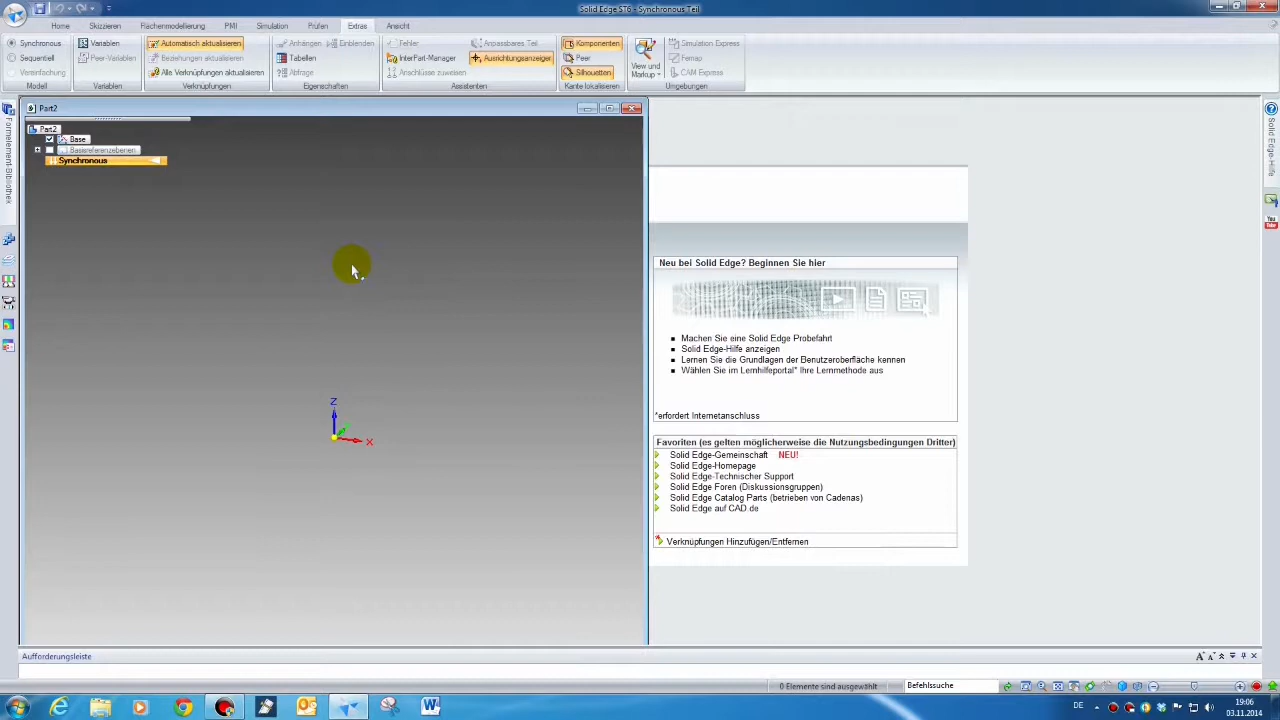 Solid Edge ST6 - Synchronous Teil
Home Skizzieren Flächenmodellierung PMI Simulation Prüfen Extras Ansicht
Synchronous
Sequentiell
Vereinfachung
Modell
Variablen
Peer-Variablen
Variablen
Automatisch aktualisieren
Beziehungen aktualisieren
Alle Verknüpfungen aktualisieren
Verknüpfungen
Anhängen Einblenden
Tabellen
Abfrage
Eigenschaften
Fehler
InterPart-Manager
Anschlüsse zuweisen
Anpassbares Teil
Ausrichtungsanzeiger
Assistenten
Komponenten
Peer
Silhouetten
Kante lokalisieren
View und
Markup
Simulation Express
Femap
CAM Express
Umgebungen
Part2
Part2
Base
Basisreferenzebenen
Synchronous
Formelement-Bibliothek
Z
X
Neu bei Solid Edge? Beginnen Sie hier
Machen Sie eine Solid Edge Probefahrt
Solid Edge-Hilfe anzeigen
Lernen Sie die Grundlagen der Benutzeroberfläche kennen
Wählen Sie im Lernhilfeportal* Ihre Lernmethode aus
*erfordert Internetanschluss
Favoriten (es gelten möglicherweise die Nutzungsbedingungen Dritter)
Solid Edge-Gemeinschaft NEU!
Solid Edge-Homepage
Solid Edge-Technischer Support
Solid Edge Foren (Diskussionsgruppen)
Solid Edge Catalog Parts (betrieben von Cadenas)
Solid Edge auf CAD.de
Verknüpfungen Hinzufügen/Entfernen
Solid Edge-Hilfe
You
Aufforderungsleiste
0 Elemente sind ausgewählt
Befehlssuche
DE
19:06
03.11.2014